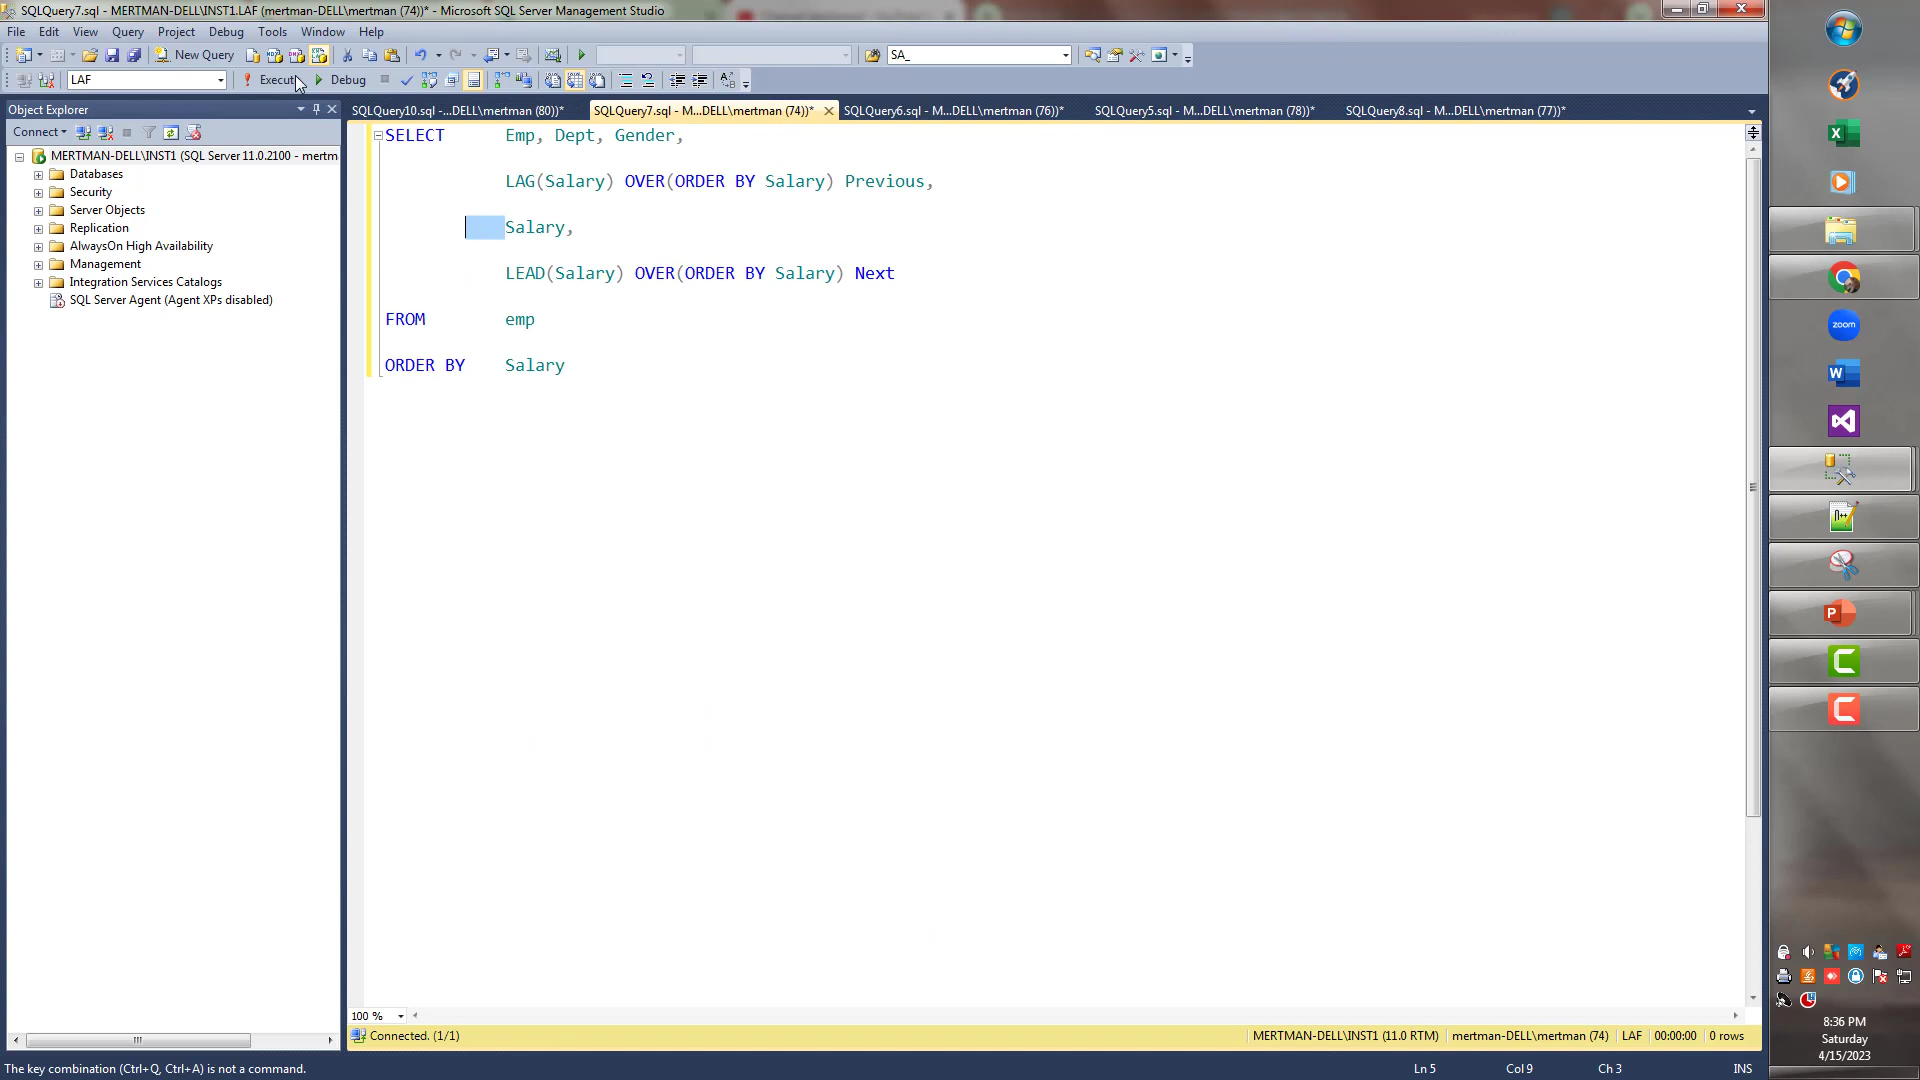 SQLQuery7.sql - MERTMAN-DELL\INST1.LAF (mertman-DELL\mertman (74))* - Microsoft SQL Server Management Studio
File Edit View Query Project Debug Tools Window Help
New Query SA_
LAF Execut Debug
Object Explorer
SQLQuery10.sql -...DELL\mertman (80))* SQLQuery7.sql - M...DELL\mertman (74))* SQLQuery6.sql - M...DELL\mertman (76))* SQLQuery5.sql - M...DELL\mertman (78))* SQLQuery8.sql - M...DELL\mertman (77))*
Connect
MERTMAN-DELL\INST1 (SQL Server 11.0.2100 - mertm
Databases
Security
Server Objects
Replication
AlwaysOn High Availability
Management
Integration Services Catalogs
SQL Server Agent (Agent XPs disabled)
SELECT Emp, Dept, Gender,
LAG(Salary) OVER(ORDER BY Salary) Previous,
Salary,
LEAD(Salary) OVER(ORDER BY Salary) Next
FROM emp
ORDER BY Salary
100 %
Connected. (1/1) MERTMAN-DELL\INST1 (11.0 RTM) mertman-DELL\mertman (74) LAF 00:00:00 0 rows
The key combination (Ctrl+Q, Ctrl+A) is not a command. Ln 5 Col 9 Ch 3 INS
zoom
8:36 PM
Saturday
4/15/2023